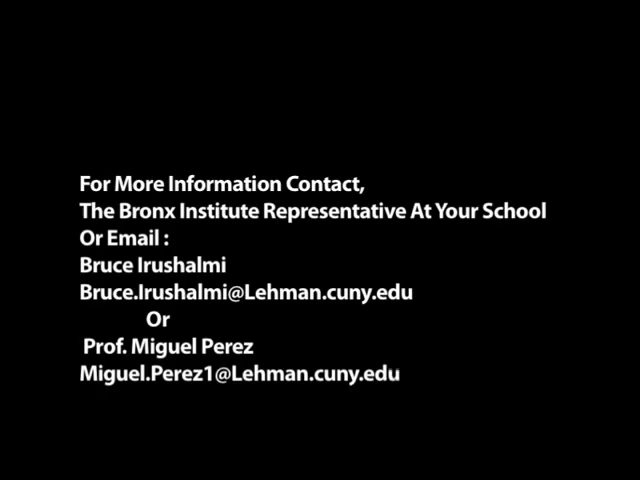 For More Information Contact,
The Bronx Institute Representative At Your School
Or Email :
Bruce Irushalmi
Bruce.Irushalmi@Lehman.cuny.edu
Or
Prof. Miguel Perez
Miguel.Perez1@Lehman.cuny.edu